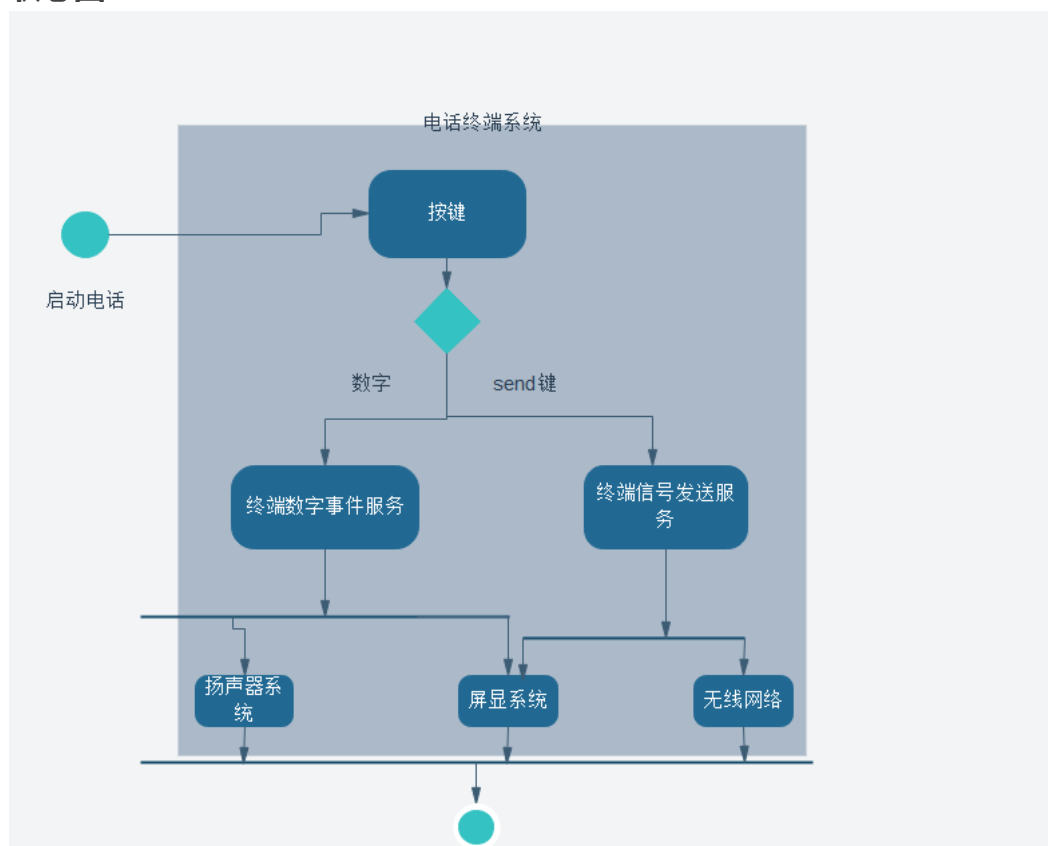 电话终端系统
按键
启动电话
数字
send键
终端数字事件服务
终端信号发送服
务
扬声器系
统
屏显系统
无线网络